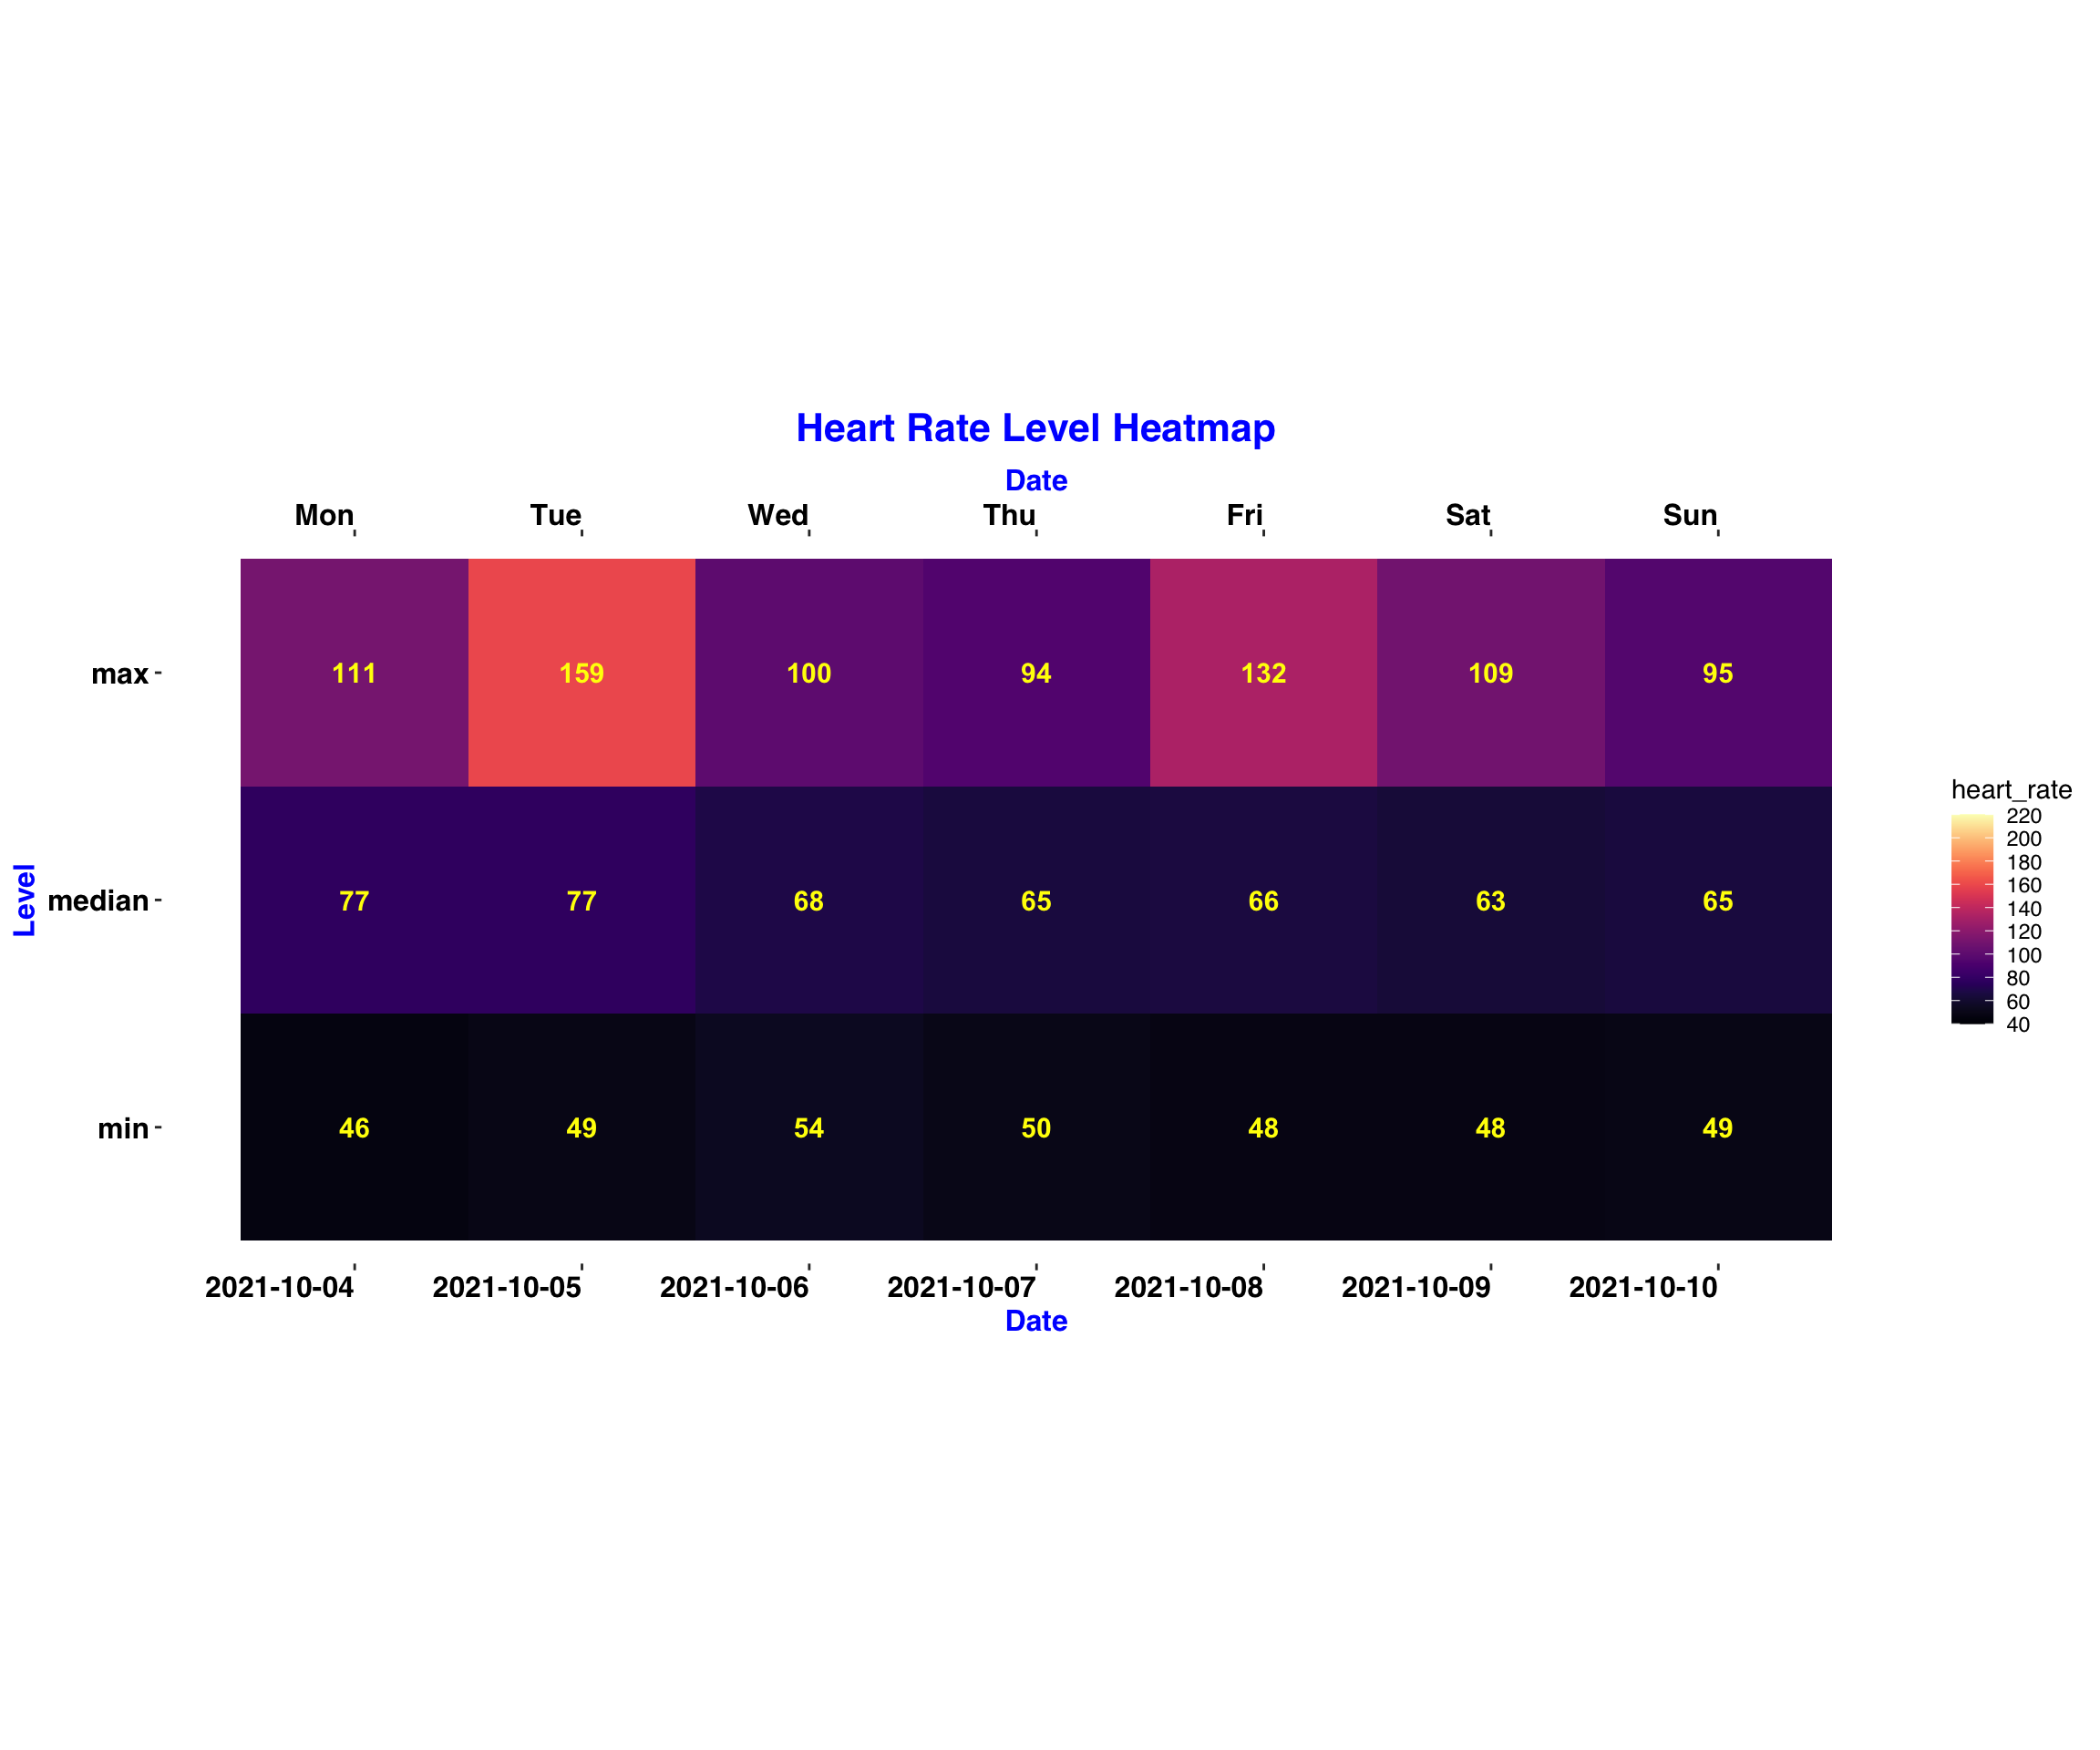 Heart Rate Level Heatmap
Date
Mon Tue Wed Thu Fri Sat Sun
max 111 159 100 94 132 109 95
Level
median 77 77 68 65 66 63 65
min 46 49 54 50 48 48 49
2021-10-04 2021-10-05 2021-10-06 2021-10-07 2021-10-08 2021-10-09 2021-10-10
Date
heart_rate
220
200
180
160
140
120
100
80
60
40